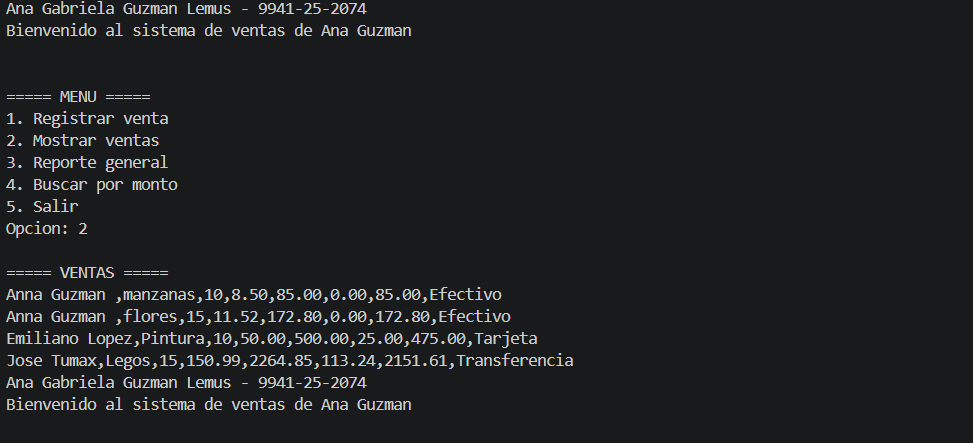 Ana Gabriela Guzman Lemus - 9941-25-2074
Bienvenido al sistema de ventas de Ana Guzman
===== MENU =====
1. Registrar venta
2. Mostrar ventas
3. Reporte general
4. Buscar por monto
5. Salir
Opcion: 2
===== VENTAS =====
Anna Guzman ,manzanas,10,8.50,85.00,0.00,85.00,Efectivo
Anna Guzman ,flores,15,11.52,172.80,0.00,172.80,Efectivo
Emiliano Lopez,Pintura,10,50.00,500.00,25.00,475.00,Tarjeta
Jose Tumax,Legos,15,150.99,2264.85,113.24,2151.61,Transferencia
Ana Gabriela Guzman Lemus - 9941-25-2074
Bienvenido al sistema de ventas de Ana Guzman